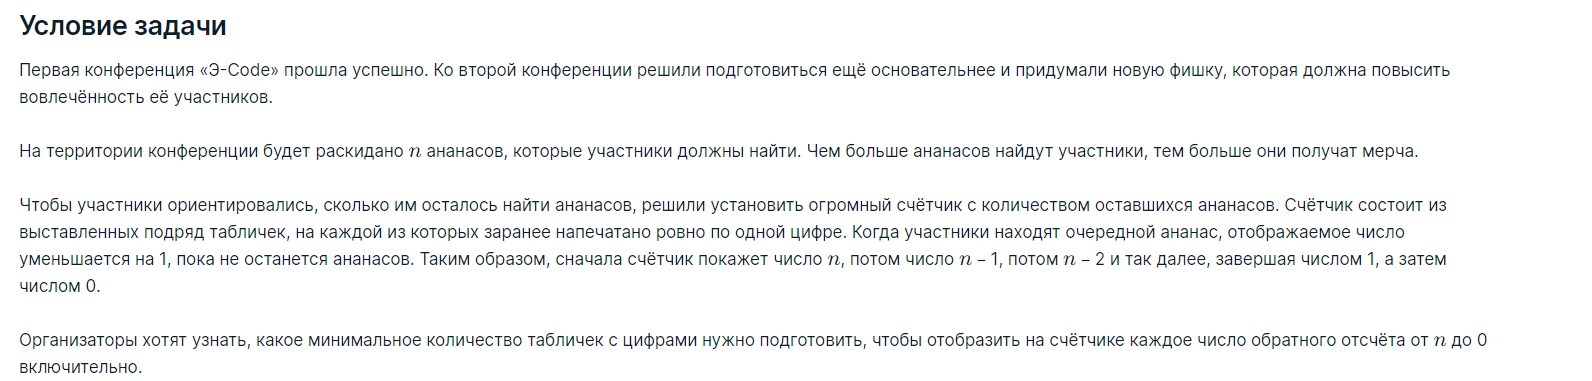 Условие задачи
Первая конференция «Э-Code» прошла успешно. Ко второй конференции решили подготовиться ещё основательнее и придумали новую фишку, которая должна повысить
вовлечённость её участников.
На территории конференции будет раскидано n ананасов, которые участники должны найти. Чем больше ананасов найдут участники, тем больше они получат мерча.
Чтобы участники ориентировались, сколько им осталось найти ананасов, решили установить огромный счётчик с количеством оставшихся ананасов. Счётчик состоит из
выставленных подряд табличек, на каждой из которых заранее напечатано ровно по одной цифре. Когда участники находят очередной ананас, отображаемое число
уменьшается на 1, пока не останется ананасов. Таким образом, сначала счётчик покажет число n, потом число n – 1, потом n – 2 и так далее, завершая числом 1, а затем
числом 0.
Организаторы хотят узнать, какое минимальное количество табличек с цифрами нужно подготовить, чтобы отобразить на счётчике каждое число обратного отсчёта от n до 0
включительно.